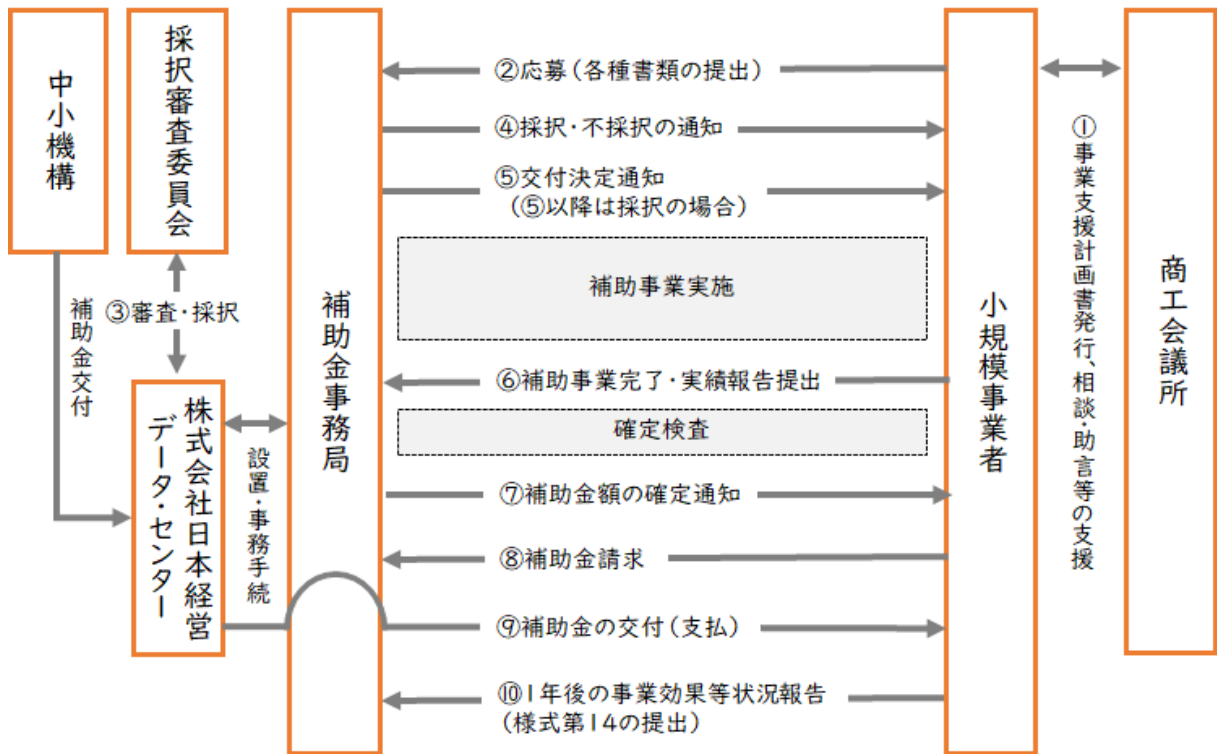 中小機構
採択審査委員会
補助金交付
③審査・採択
株式会社日本経営
データ・センター
設置・事務手続
補助金事務局
②応募(各種書類の提出)
④採択・不採択の通知
⑤交付決定通知
(⑤以降は採択の場合)
補助事業実施
⑥補助事業完了・実績報告提出
確定検査
⑦補助金額の確定通知
⑧補助金請求
⑨補助金の交付(支払)
⑩1年後の事業効果等状況報告
(様式第14の提出)
小規模事業者
①事業支援計画書発行、相談・助言等の支援
商工会議所